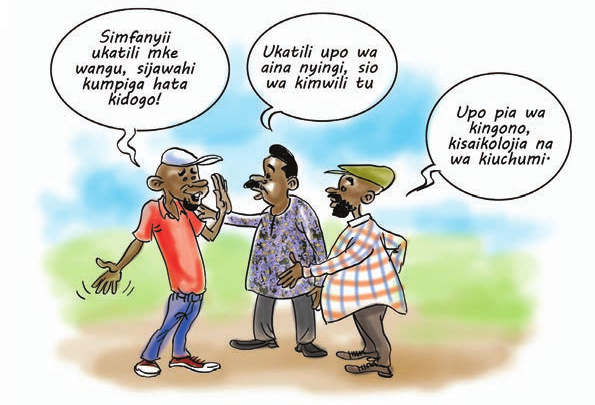 Simfanyii
ukatili mke
wangu, sijawahi
kumpiga hata
kidogo!
Ukatili upo wa
aina nyingi, sio
wa kimwili tu
Upo pia wa
kingono,
kisaikolojia na
wa kiuchumi.